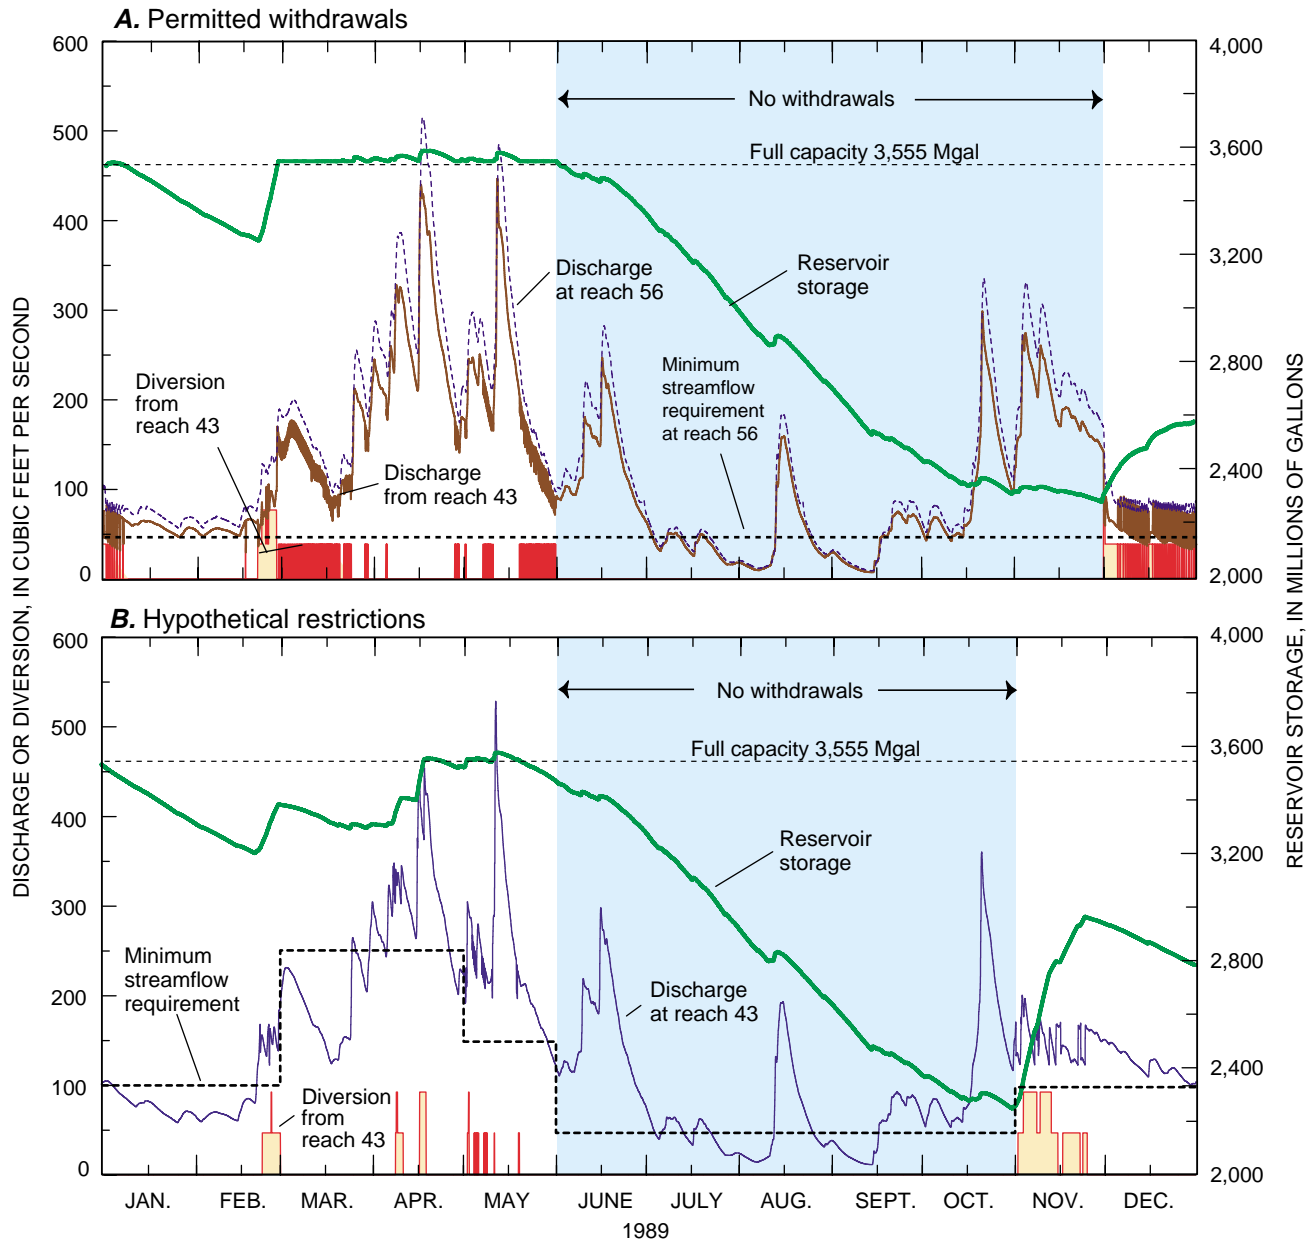 A. Permitted withdrawals
600
500
400
300
200
100
0
4,000
3,600
3,200
2,800
2,400
2,000
No withdrawals
Full capacity 3,555 Mgal
Discharge
at reach 56
Reservoir
storage
Diversion
from
reach 43
Minimum
streamflow
requirement
at reach 56
Discharge
from reach 43
B. Hypothetical restrictions
600
500
400
300
200
100
0
4,000
3,600
3,200
2,800
2,400
2,000
No withdrawals
Full capacity 3,555 Mgal
Reservoir
storage
Minimum
streamflow
requirement
Discharge
at reach 43
Diversion
from
reach 43
JAN.
FEB.
MAR.
APR.
MAY
JUNE
JULY
AUG.
SEPT.
OCT.
NOV.
DEC.
1989
DISCHARGE OR DIVERSION, IN CUBIC FEET PER SECOND
RESERVOIR STORAGE, IN MILLIONS OF GALLONS